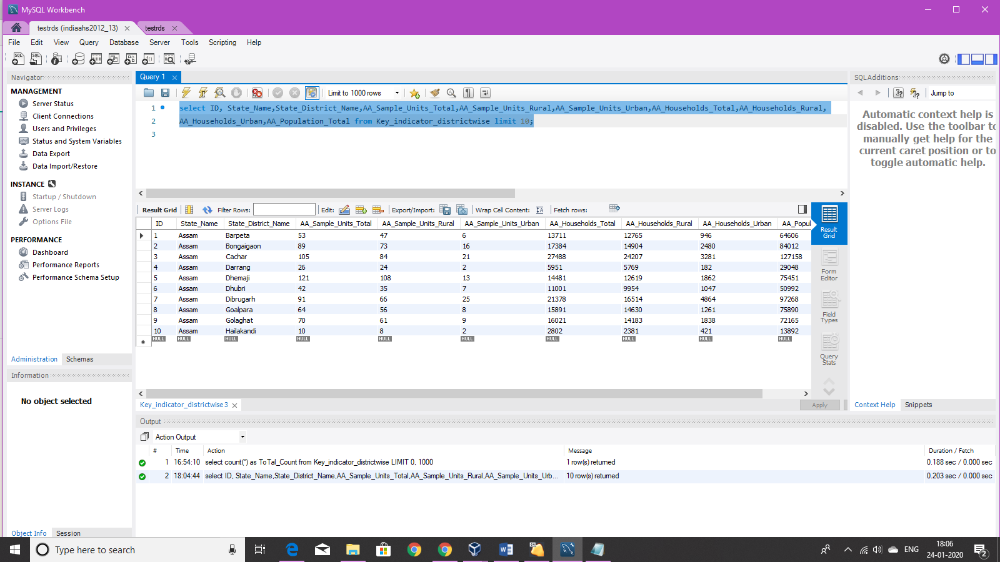 MySQL Workbench
testrds (indiaahs2012_13) testrds
File Edit View Query Database Server Tools Scripting Help
Navigator
MANAGEMENT
Server Status
Client Connections
Users and Privileges
Status and System Variables
Data Export
Data Import/Restore
INSTANCE
Startup / Shutdown
Server Logs
Options File
PERFORMANCE
Dashboard
Performance Reports
Performance Schema Setup
Administration Schemas
Information
No object selected
Object Info Session
Query 1
Limit to 1000 rows
1 select ID, State_Name,State_District_Name,AA_Sample_Units_Total,AA_Sample_Units_Rural,AA_Sample_Units_Urban,AA_Households_Total,AA_Households_Rural,
2 AA_Households_Urban,AA_Population_Total from Key_indicator_districtwise limit 10;
3
Result Grid Filter Rows: Edit: Export/Import: Wrap Cell Content: Fetch rows:
ID State_Name State_District_Name AA_Sample_Units_Total AA_Sample_Units_Rural AA_Sample_Units_Urban AA_Households_Total AA_Households_Rural AA_Households_Urban AA_Popul
1 Assam Barpeta 53 47 6 13711 12765 946 64606
2 Assam Bongaigaon 89 73 16 17384 14904 2480 84012
3 Assam Cachar 105 84 21 27488 24207 3281 127158
4 Assam Darrang 26 24 2 5951 5769 182 29048
5 Assam Dhemaji 121 108 13 14481 12619 1862 75451
6 Assam Dhubri 42 35 7 11001 9954 1047 50992
7 Assam Dibrugarh 91 66 25 21378 16514 4864 97268
8 Assam Goalpara 64 56 8 15891 14630 1261 75890
9 Assam Golaghat 70 61 9 16021 14183 1838 72165
10 Assam Hailakandi 10 8 2 2802 2381 421 13892
NULL NULL NULL NULL NULL NULL NULL NULL NULL NULL
Result
Grid
Form
Editor
Field
Types
Query
Stats
Key_indicator_districtwise 3
Apply
SQLAdditions
Jump to
Automatic context help is
disabled. Use the toolbar to
manually get help for the
current caret position or to
toggle automatic help.
Context Help Snippets
Output
Action Output
# Time Action Message Duration / Fetch
1 16:54:10 select count(*) as ToTal_Count from Key_indicator_districtwise LIMIT 0, 1000 1 row(s) returned 0.188 sec / 0.000 sec
2 18:04:44 select ID, State_Name,State_District_Name,AA_Sample_Units_Total,AA_Sample_Units_Rural,AA_Sample_Units_Urb... 10 row(s) returned 0.203 sec / 0.000 sec
Type here to search
ENG
18:06
24-01-2020
2